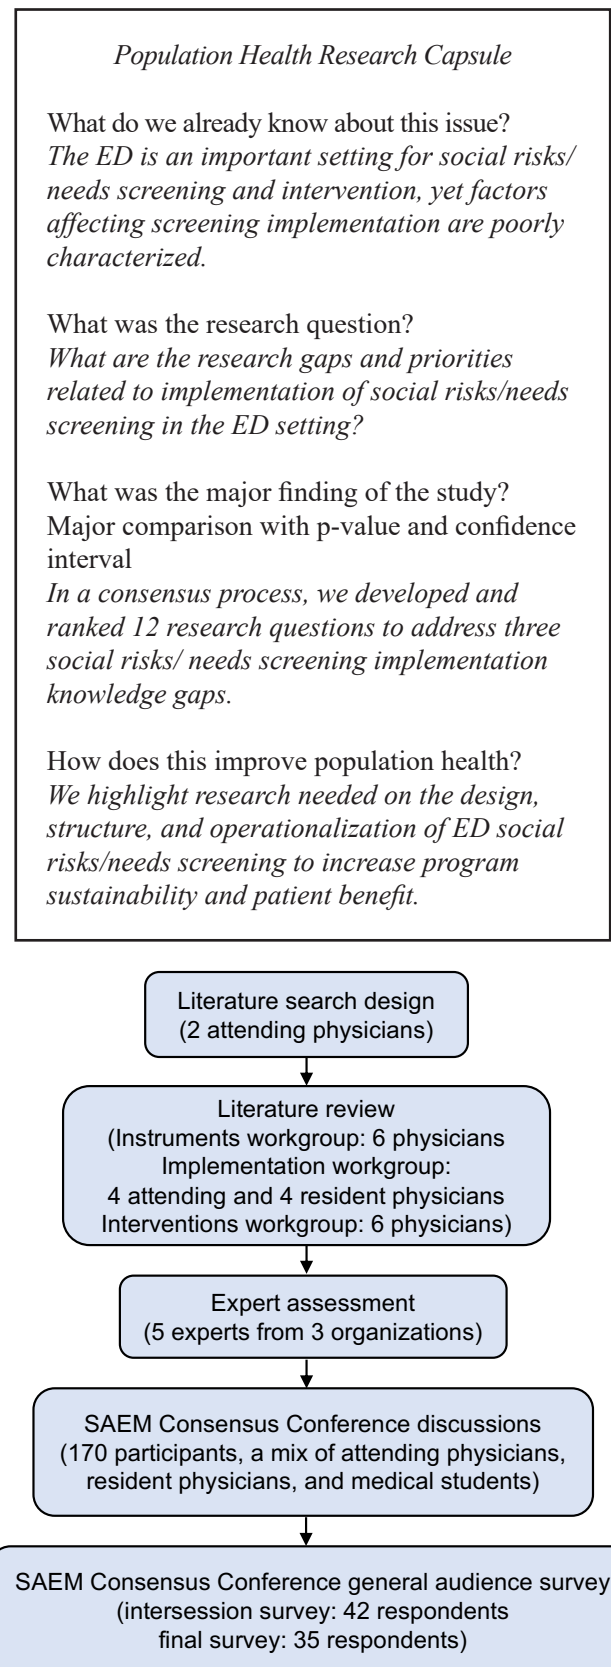 Population Health Research Capsule
What do we already know about this issue?
The ED is an important setting for social risks/
needs screening and intervention, yet factors
affecting screening implementation are poorly
characterized.
What was the research question?
What are the research gaps and priorities
related to implementation of social risks/needs
screening in the ED setting?
What was the major finding of the study?
Major comparison with p-value and confidence
interval
In a consensus process, we developed and
ranked 12 research questions to address three
social risks/ needs screening implementation
knowledge gaps.
How does this improve population health?
We highlight research needed on the design,
structure, and operationalization of ED social
risks/needs screening to increase program
sustainability and patient benefit.
Literature search design
(2 attending physicians)
Literature review
(Instruments workgroup: 6 physicians
Implementation workgroup:
4 attending and 4 resident physicians
Interventions workgroup: 6 physicians)
Expert assessment
(5 experts from 3 organizations)
SAEM Consensus Conference discussions
(170 participants, a mix of attending physicians,
resident physicians, and medical students)
SAEM Consensus Conference general audience survey
(intersession survey: 42 respondents
final survey: 35 respondents)